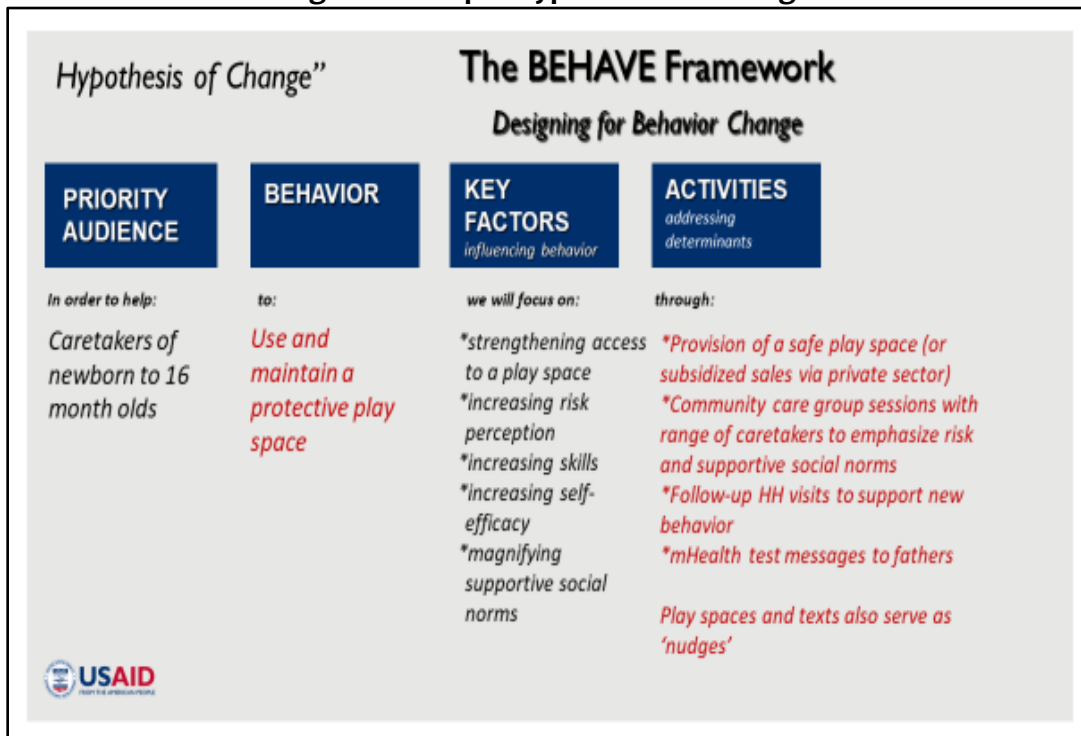 Hypothesis of Change”
The BEHAVE Framework
Designing for Behavior Change
PRIORITY
AUDIENCE
BEHAVIOR
KEY
FACTORS
influencing behavior
ACTIVITIES
addressing
determinants
In order to help:
Caretakers of
newborn to 16
month olds
to:
Use and
maintain a
protective play
space
we will focus on:
*strengthening access
to a play space
*increasing risk
perception
*increasing skills
*increasing self-
efficacy
*magnifying
supportive social
norms
through:
*Provision of a safe play space (or
subsidized sales via private sector)
*Community care group sessions with
range of caretakers to emphasize risk
and supportive social norms
*Follow-up HH visits to support new
behavior
*mHealth test messages to fathers
Play spaces and texts also serve as
‘nudges’
USAID
FROM THE AMERICAN PEOPLE